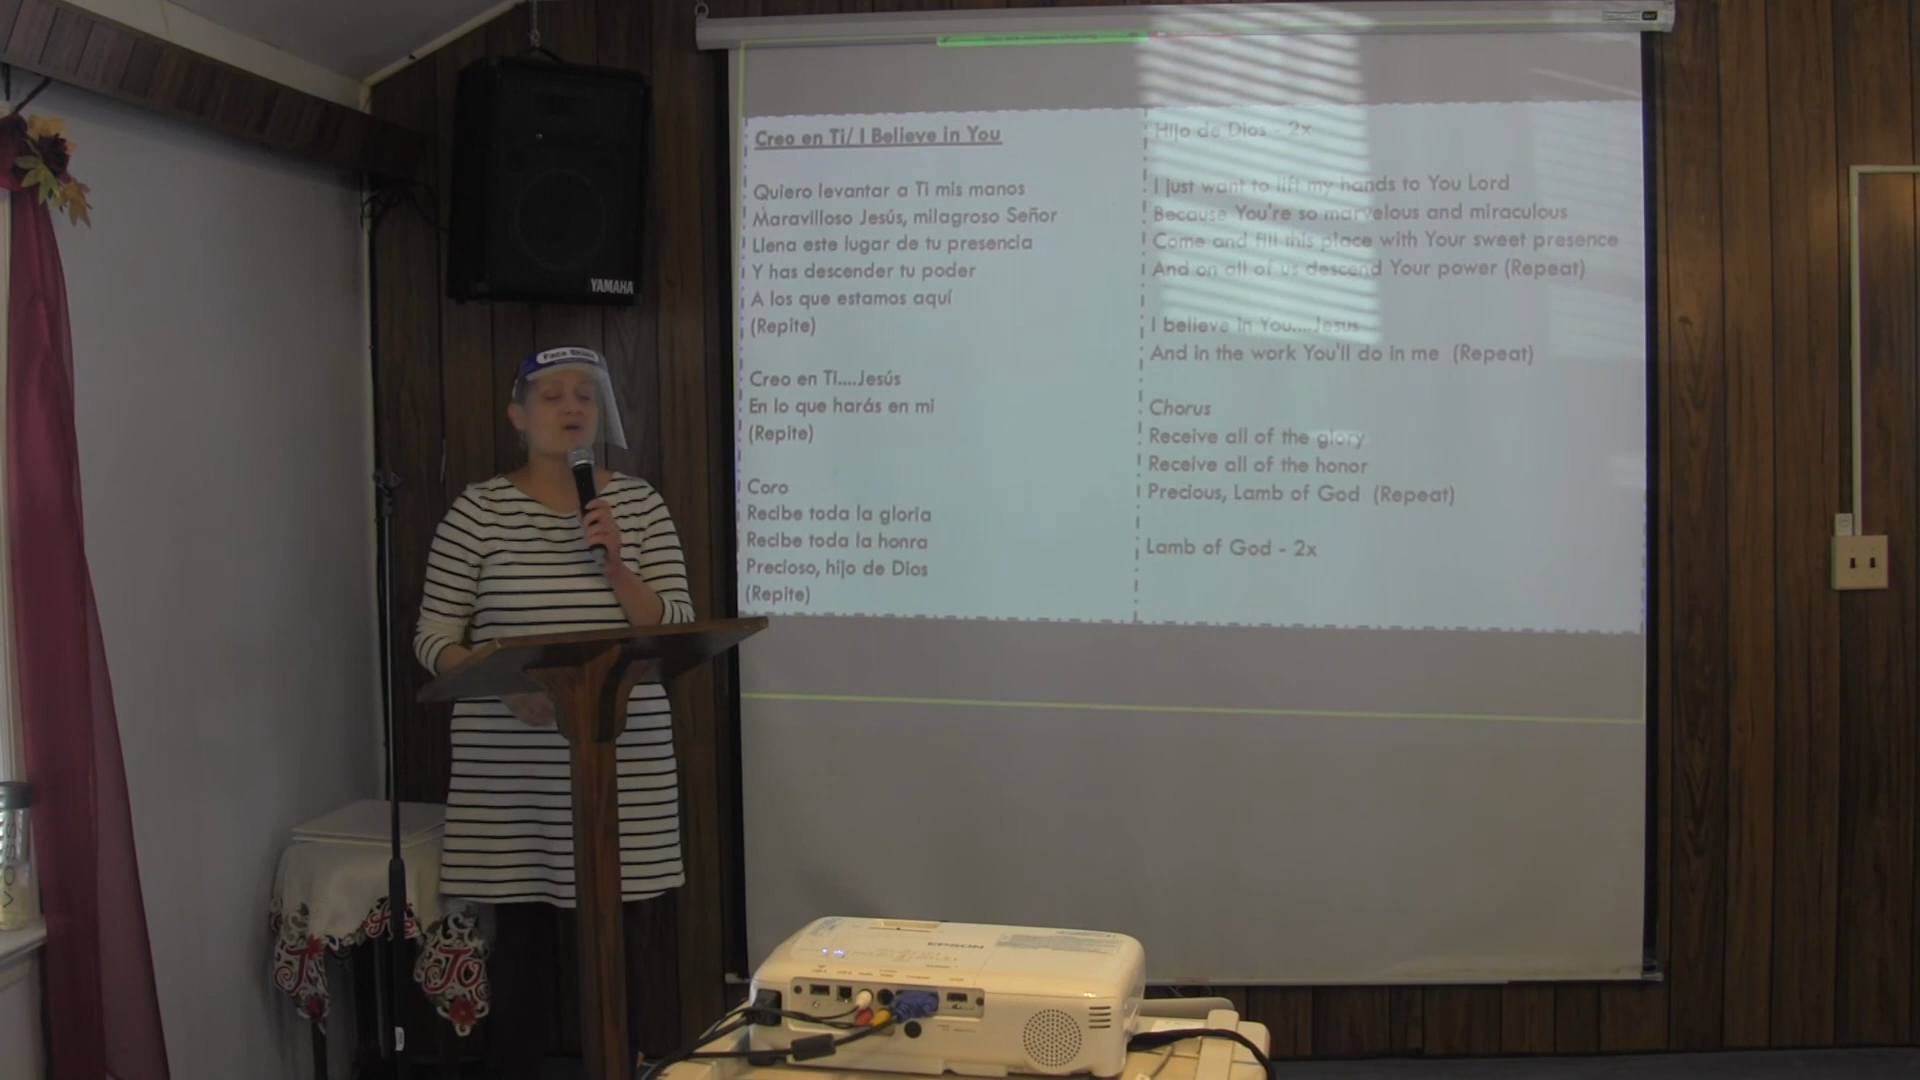 Creo en Ti/ I Believe in You
Quiero levantar a Ti mis manos
Maravilloso Jesús, milagroso Señor
Llena este lugar de tu presencia
Y has descender tu poder
A los que estamos aquí
(Repite)
Creo en Ti....Jesús
En lo que harás en mi
(Repite)
Coro
Recibe toda la gloria
Recibe toda la honra
Precioso, hijo de Dios
(Repite)
Hijo de Dios - 2x
I just want to lift my hands to You Lord
Because You're so marvelous and miraculous
Come and fill this place with Your sweet presence
And on all of us descend Your power (Repeat)
I believe in You....Jesus
And in the work You'll do in me (Repeat)
Chorus
Receive all of the glory
Receive all of the honor
Precious, Lamb of God (Repeat)
Lamb of God - 2x
YAMAHA
Face Shield
EPSON